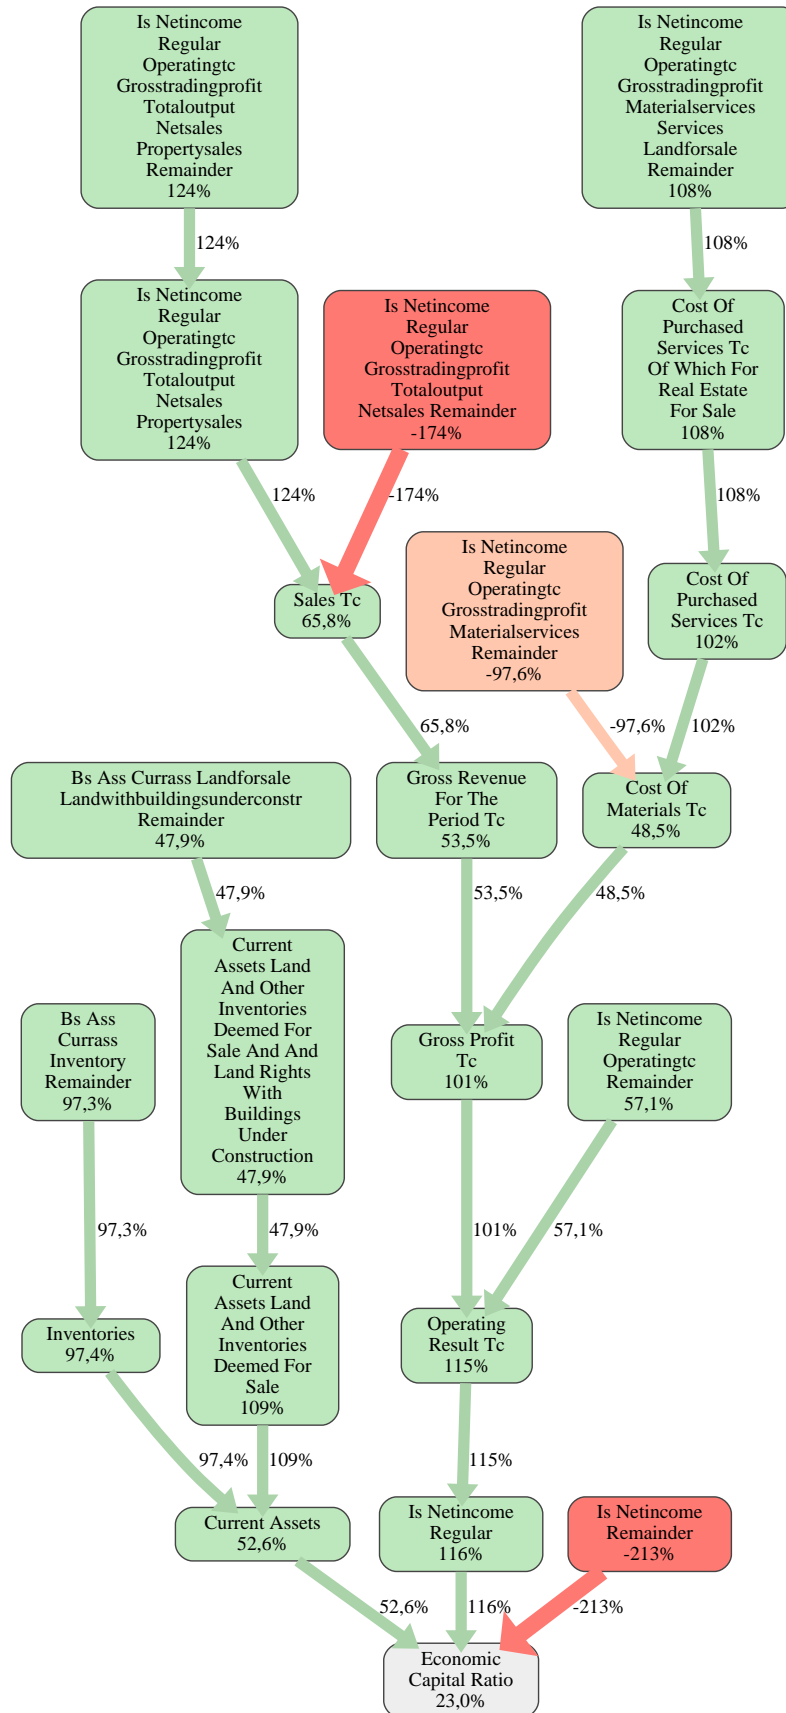 Is Netincome
Regular
Operatingtc
Grosstradingprofit
Totaloutput
Netsales
Propertysales
Remainder
124%
Is Netincome
Regular
Operatingtc
Grosstradingprofit
Materialservices
Services
Landforsale
Remainder
108%
124%
108%
Is Netincome
Regular
Operatingtc
Grosstradingprofit
Totaloutput
Netsales
Propertysales
124%
Is Netincome
Regular
Operatingtc
Grosstradingprofit
Totaloutput
Netsales Remainder
-174%
Cost Of
Purchased
Services Tc
Of Which For
Real Estate
For Sale
108%
124%
-174%
108%
Is Netincome
Regular
Operatingtc
Grosstradingprofit
Materialservices
Remainder
-97,6%
Cost Of
Purchased
Services Tc
102%
Sales Tc
65,8%
65,8%
-97,6%
102%
Bs Ass Currass Landforsale
Landwithbuildingsunderconstr
Remainder
47,9%
Gross Revenue
For The
Period Tc
53,5%
Cost Of
Materials Tc
48,5%
47,9%
53,5%
48,5%
Current
Assets Land
And Other
Inventories
Deemed For
Sale And And
Land Rights
With
Buildings
Under
Construction
47,9%
Bs Ass
Currass
Inventory
Remainder
97,3%
Gross Profit
Tc
101%
Is Netincome
Regular
Operatingtc
Remainder
57,1%
97,3%
47,9%
101%
57,1%
Current
Assets Land
And Other
Inventories
Deemed For
Sale
109%
Inventories
97,4%
Operating
Result Tc
115%
97,4%
109%
115%
Current Assets
52,6%
Is Netincome
Regular
116%
Is Netincome
Remainder
-213%
52,6%
116%
-213%
Economic
Capital Ratio
23,0%